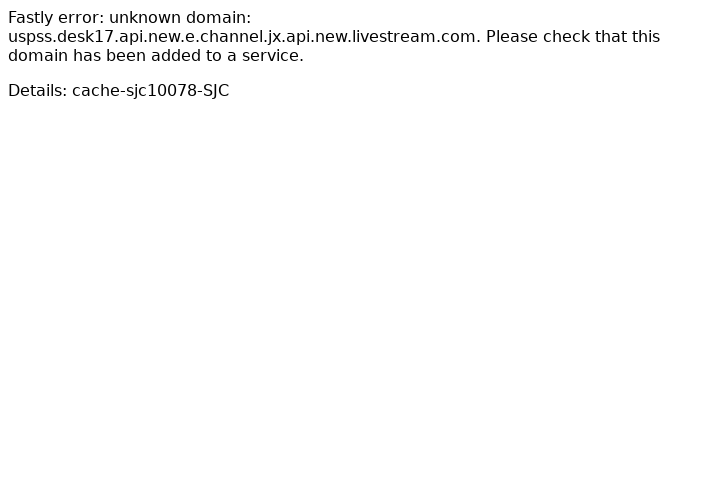 Fastly error: unknown domain:
uspss.desk17.api.new.e.channel.jx.api.new.livestream.com. Please check that this
domain has been added to a service.
Details: cache-sjc10078-SJC